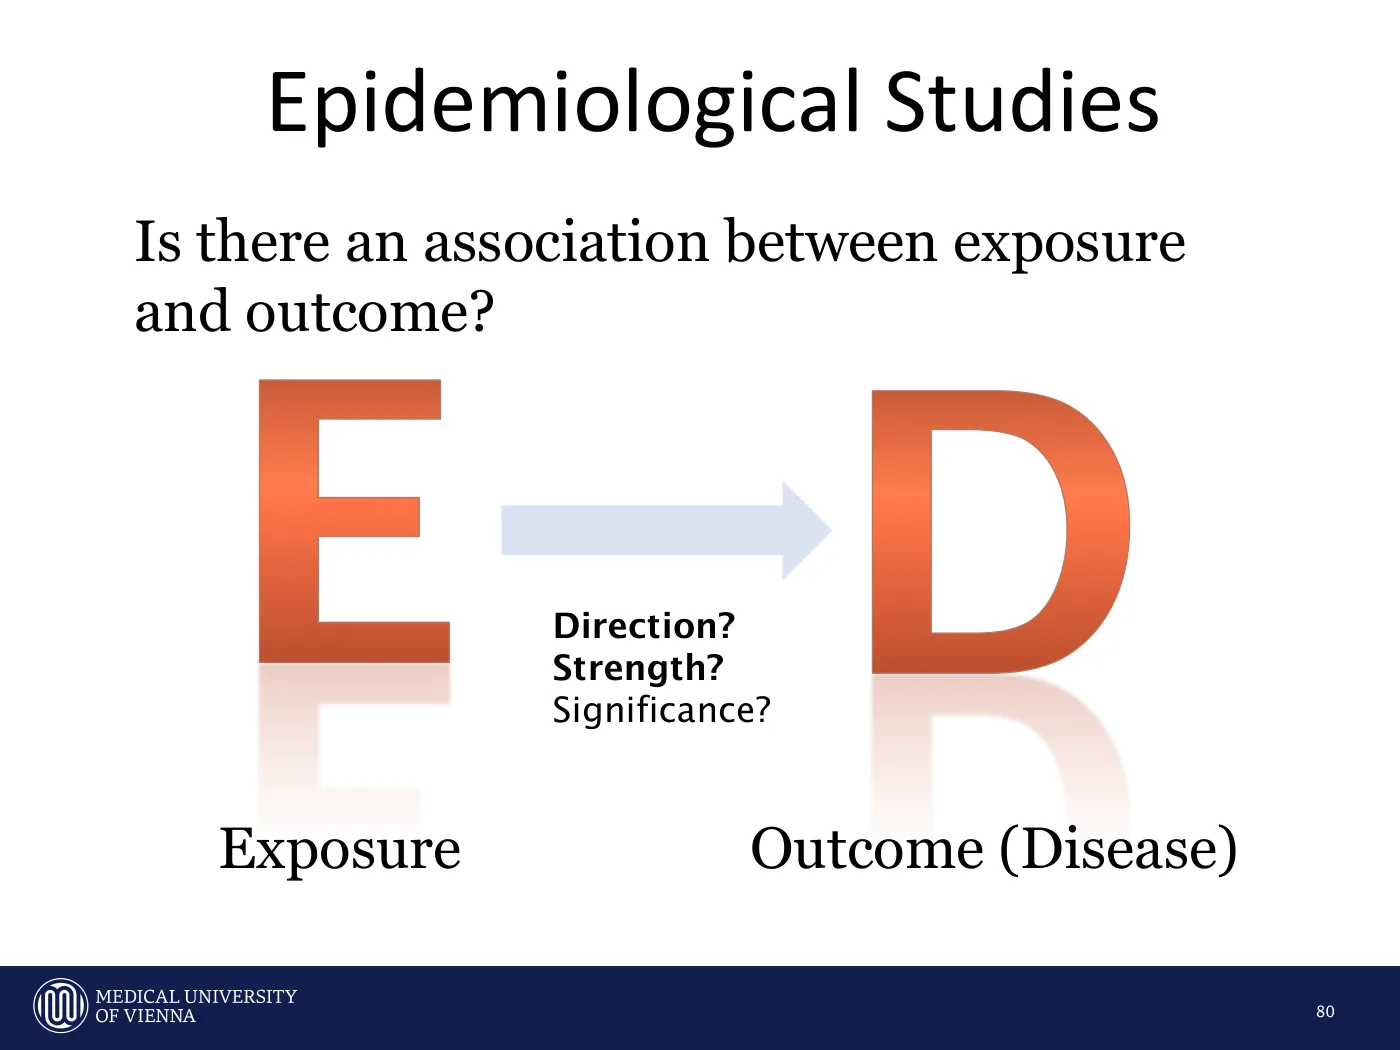 Epidemiological Studies
Is there an association between exposure
and outcome?
E
D
Direction?
Strength?
Significance?
Exposure
Outcome (Disease)
MEDICAL UNIVERSITY
OF VIENNA
80